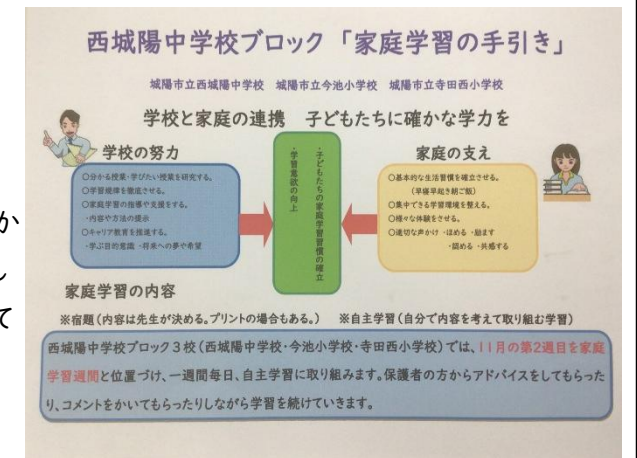 西城陽中学校ブロック「家庭学習の手引き」
城陽市立西城陽中学校 城陽市立今池小学校 城陽市立寺田西小学校
学校と家庭の連携 子どもたちに確かな学力を
学校の努力
○分かる授業・学びたい授業を研究する。
○学習規律を徹底させる。
○家庭学習の指導や支援をする。
・内容や方法の提示
○キャリア教育を推進する。
・学ぶ目的意識・将来への夢や希望
・子どもたちの家庭学習習慣の確立
・学習意欲の向上
家庭の支え
○基本的な生活習慣を確立させる。
(早寝早起き朝ご飯)
○集中できる学習環境を整える。
○様々な体験をさせる。
○適切な声かけ ・ほめる ・励ます
・認める ・共感する
か
し
て
家庭学習の内容
※宿題(内容は先生が決める。プリントの場合もある。) ※自主学習(自分で内容を考えて取り組む学習)
西城陽中学校ブロック3校(西城陽中学校・今池小学校・寺田西小学校)では、11月の第2週目を家庭
学習週間と位置づけ、一週間毎日、自主学習に取り組みます。保護者の方からアドバイスをしてもらった
り、コメントをかいてもらったりしながら学習を続けていきます。